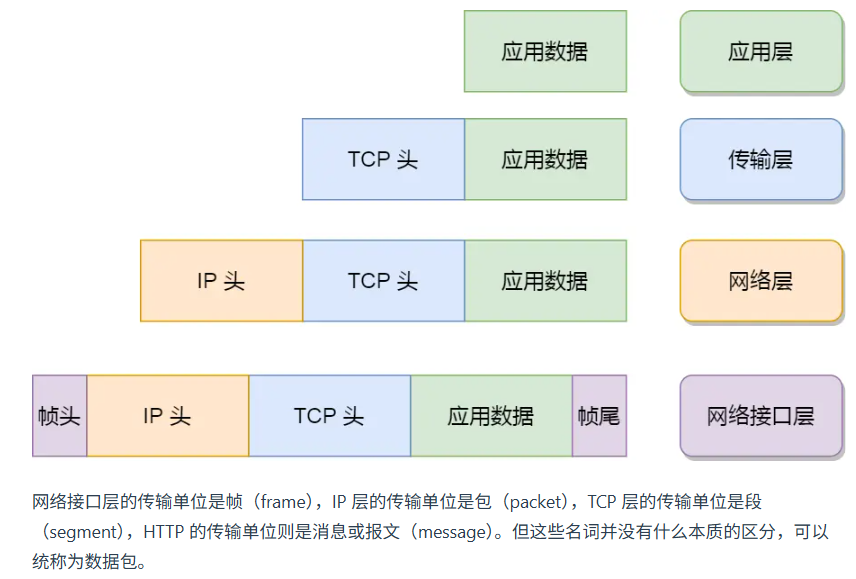 应用数据 应用层
TCP 头 应用数据 传输层
IP 头 TCP 头 应用数据 网络层
帧头 IP 头 TCP 头 应用数据 帧尾 网络接口层
网络接口层的传输单位是帧（frame），IP 层的传输单位是包（packet），TCP 层的传输单位是段
（segment），HTTP 的传输单位则是消息或报文（message）。但这些名词并没有什么本质的区分，可以
统称为数据包。